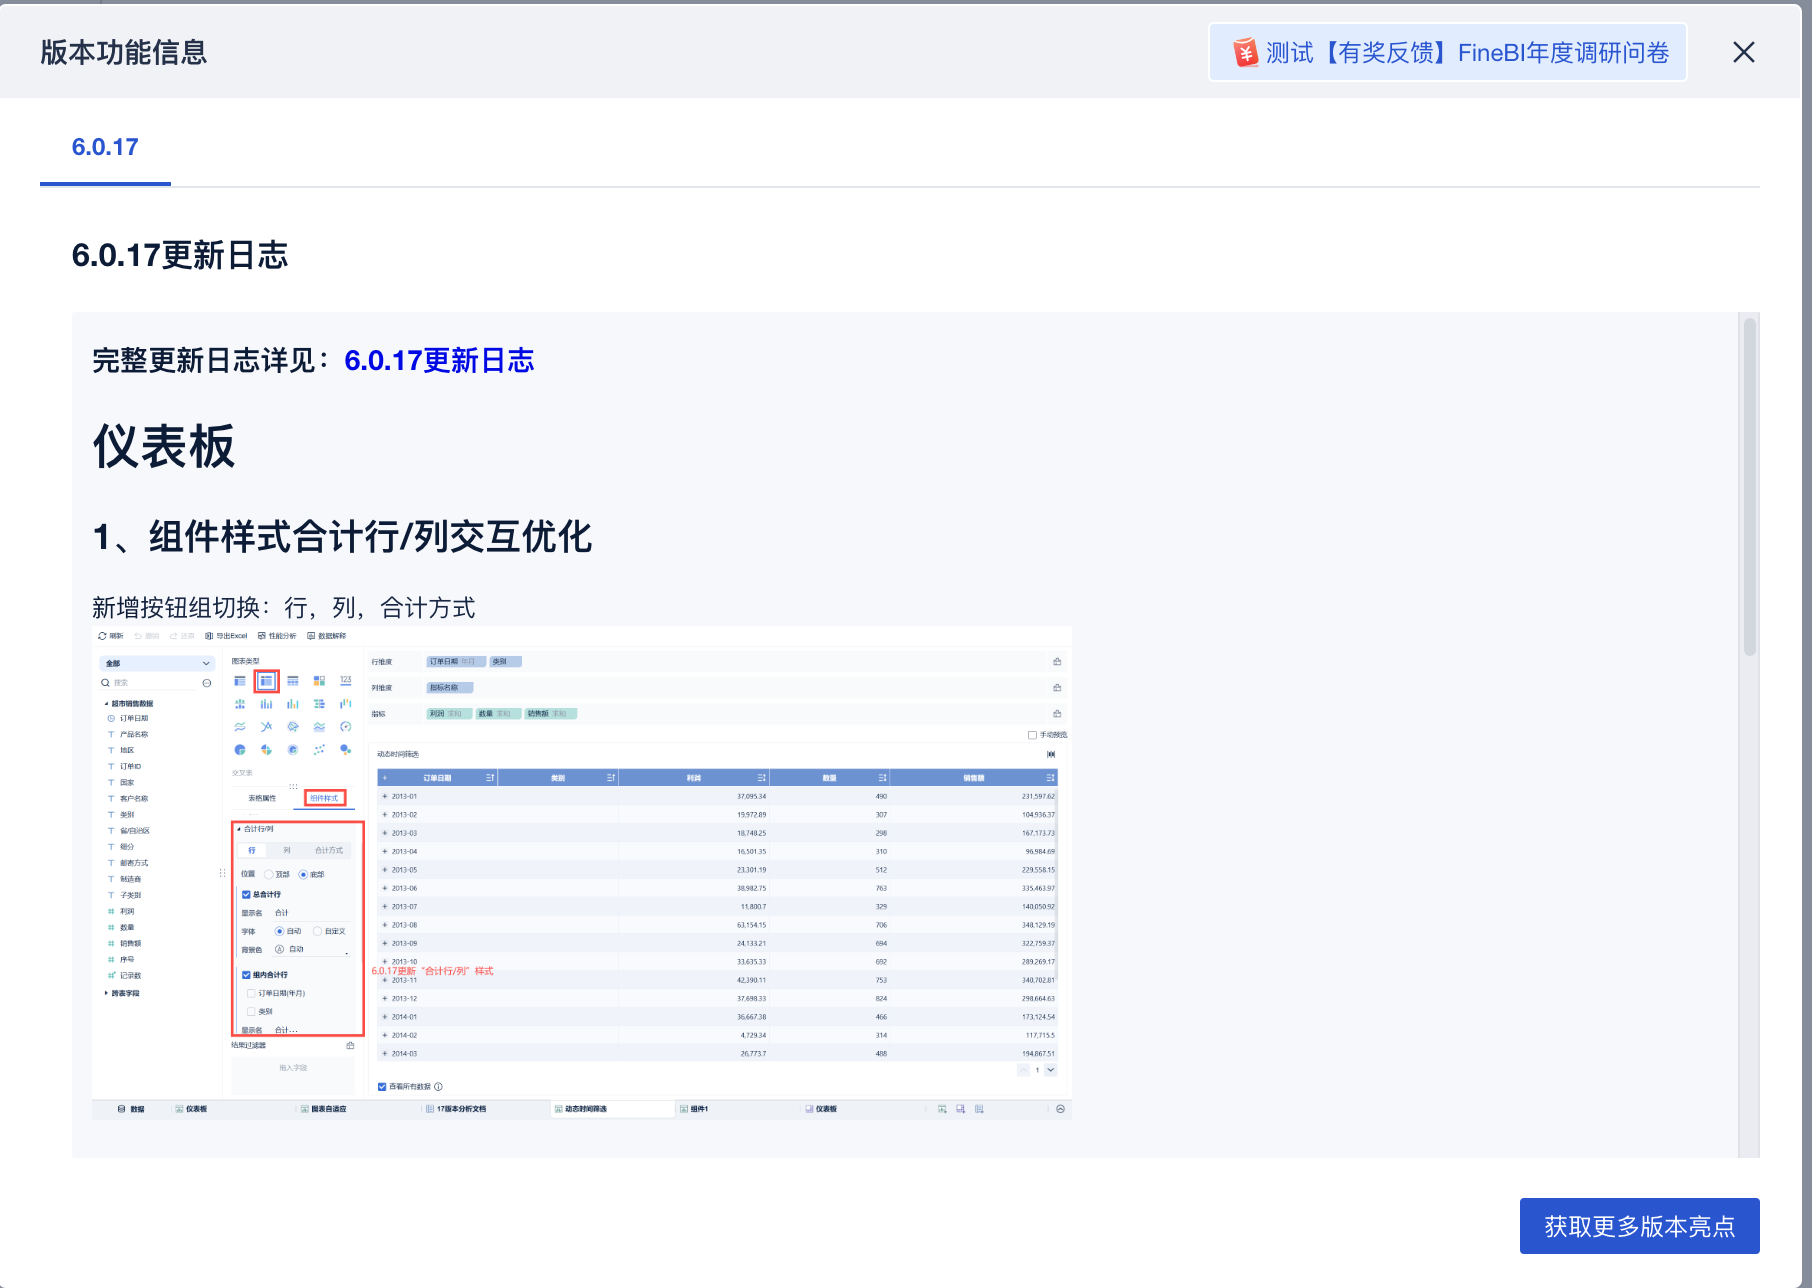 版本功能信息
测试【有奖反馈】FineBI年度调研问卷
6.0.17
6.0.17更新日志
完整更新日志详见：6.0.17更新日志
仪表板
1、组件样式合计行/列交互优化
新增按钮组切换：行，列，合计方式
刷新 撤销 还原 导出Excel 性能分析 数据解释
全部
搜索
超市销售数据
订单日期
产品名称
地区
订单ID
国家
客户名称
类别
省/自治区
细分
邮寄方式
制造商
子类别
利润
数量
销售额
序号
记录数
跨表字段
图表类型
123
交叉表
表格属性 组件样式
合计行/列
行 列 合计方式
位置 顶部 底部
总合计行
显示名 合计
字体 自动 自定义
背景色 自动
组内合计行
订单日期(年月)
类别
显示名 合计
结果过滤器
拖入字段
行维度 订单日期 年月 类别
列维度 指标名称
指标 利润 求和 数量 求和 销售额 求和
手动预览
动态时间筛选
订单日期 类别 利润 数量 销售额
2013-01 37,095.34 490 231,597.62
2013-02 19,972.89 307 104,936.37
2013-03 18,748.25 298 167,173.73
2013-04 16,501.35 310 96,984.69
2013-05 23,301.19 512 229,558.15
2013-06 38,982.75 763 335,463.97
2013-07 11,800.7 329 140,050.92
2013-08 63,154.15 706 348,129.19
2013-09 24,133.21 694 322,759.37
2013-10 33,635.33 692 289,269.17
6.0.17更新“合计行/列”样式
2013-11 42,390.11 753 340,702.81
2013-12 37,698.33 824 298,664.63
2014-01 36,667.38 466 173,124.54
2014-02 4,729.34 314 117,715.5
2014-03 26,773.7 488 194,867.51
1
查看所有数据
数据 仪表板 图表自适应 17版本分析文档 动态时间筛选 组件1 仪表板
获取更多版本亮点